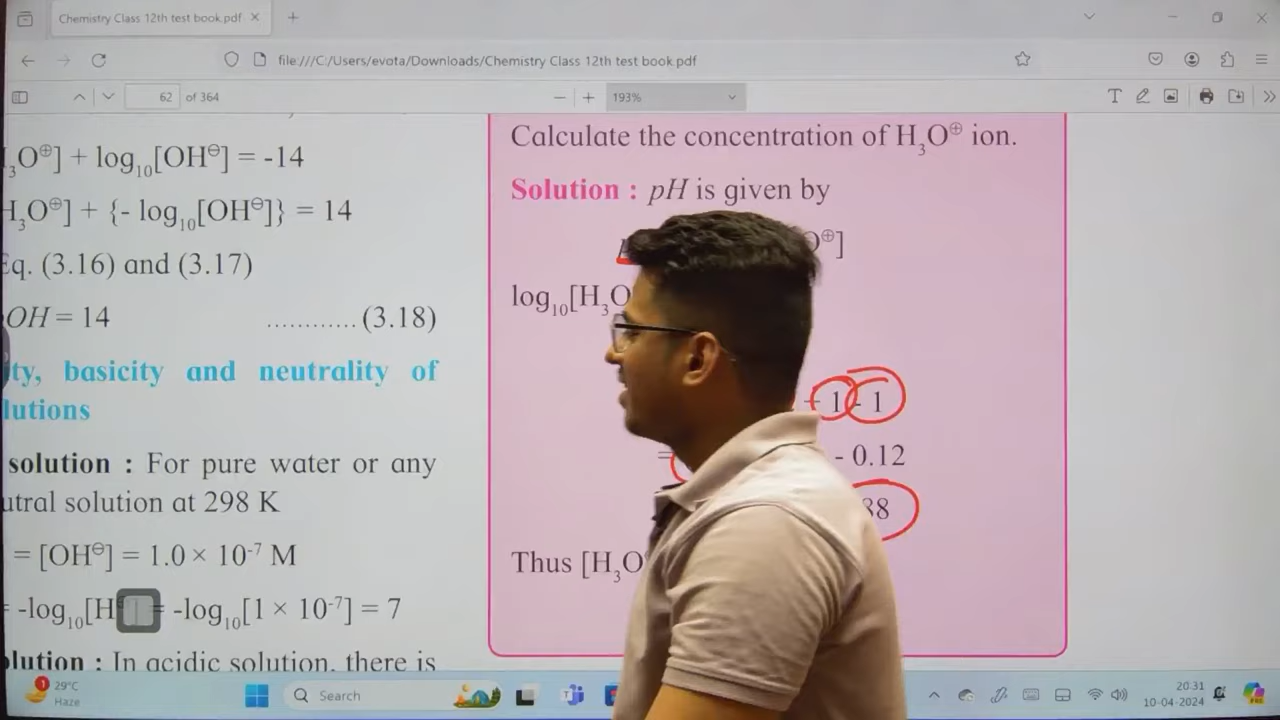 Chemistry Class 12th test book.pdf
file:///C:/Users/evota/Downloads/Chemistry Class 12th test book.pdf
62 of 364
193%
₃O⊕] + log₁₀[OH⊖] = -14
H₃O⊕] + {- log₁₀[OH⊖]} = 14
Eq. (3.16) and (3.17)
OH = 14 ............ (3.18)
ity, basicity and neutrality of
lutions
solution : For pure water or any
utral solution at 298 K
= [OH⊖] = 1.0 × 10⁻⁷ M
= -log₁₀[H = -log₁₀[1 × 10⁻⁷] = 7
olution : In acidic solution, there is
Calculate the concentration of H₃O⊕ ion.
Solution : pH is given by
O⊕]
log₁₀[H₃O
+ 1 - 1
=
- 0.12
88
Thus [H₃O
1
29°C
Haze
Search
20:31
10-04-2024